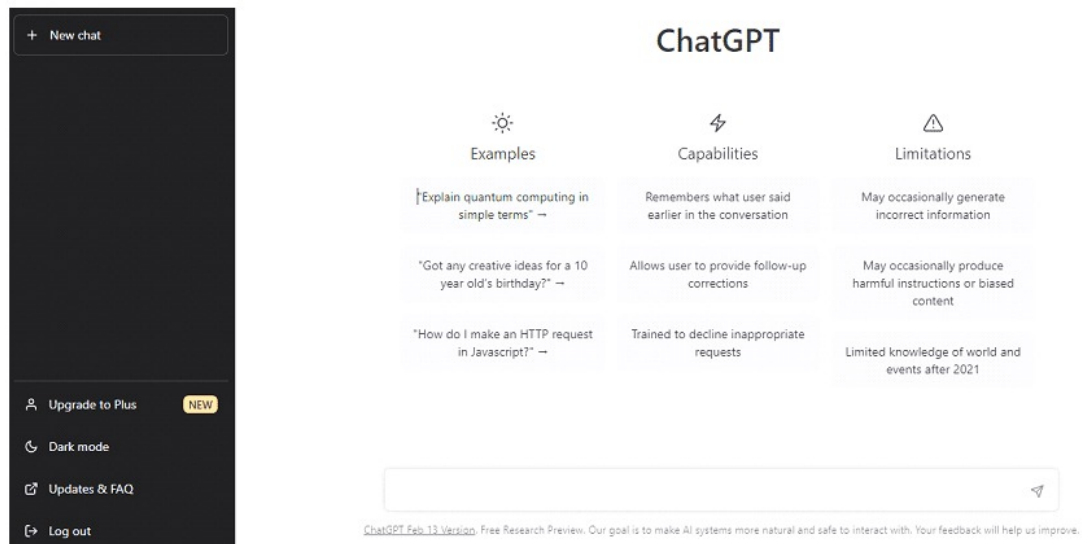 + New chat
Upgrade to Plus NEW
Dark mode
Updates & FAQ
Log out
ChatGPT
Examples
"Explain quantum computing in
simple terms" →
"Got any creative ideas for a 10
year old's birthday?" →
"How do I make an HTTP request
in Javascript?" →
Capabilities
Remembers what user said
earlier in the conversation
Allows user to provide follow-up
corrections
Trained to decline inappropriate
requests
Limitations
May occasionally generate
incorrect information
May occasionally produce
harmful instructions or biased
content
Limited knowledge of world and
events after 2021
ChatGPT Feb 13 Version. Free Research Preview. Our goal is to make AI systems more natural and safe to interact with. Your feedback will help us improve.